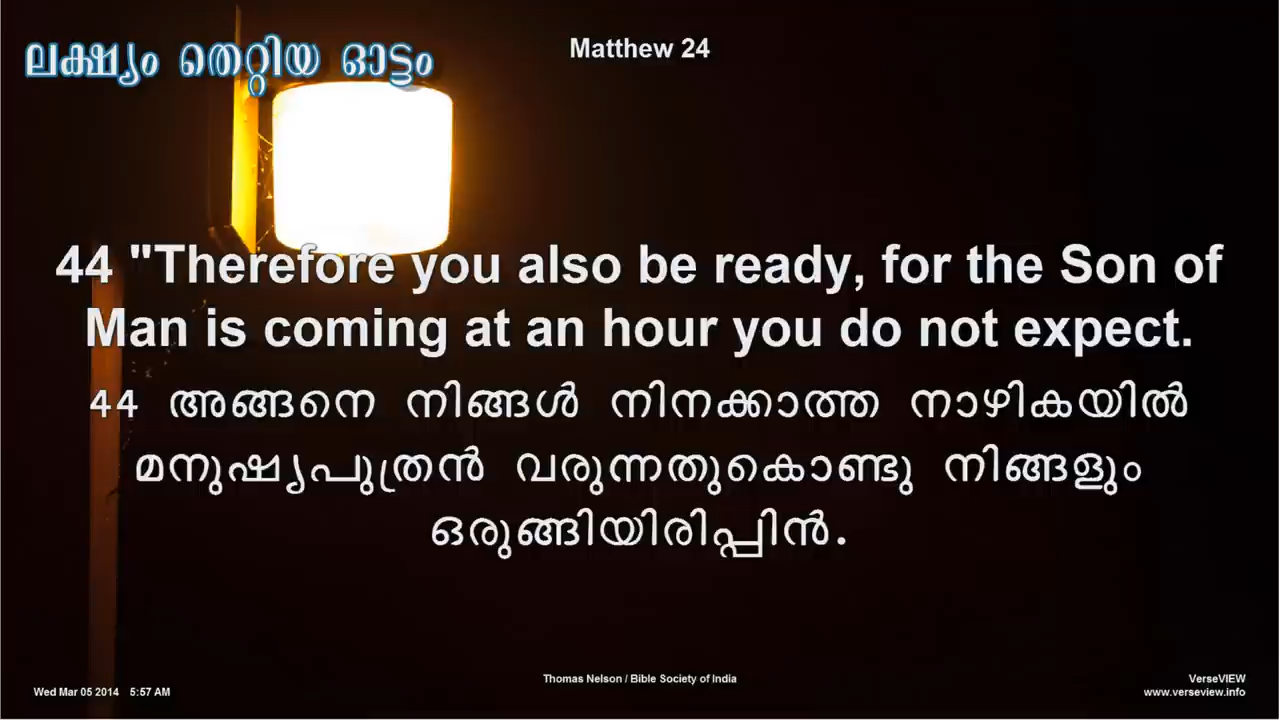 ലക്ഷ്യം തെറ്റിയ ഓട്ടം
Matthew 24
44 "Therefore you also be ready, for the Son of
Man is coming at an hour you do not expect.
44 അങ്ങനെ നിങ്ങൾ നിനക്കാത്ത നാഴികയിൽ
മനുഷ്യപുത്രൻ വരുന്നതുകൊണ്ടു നിങ്ങളും
ഒരുങ്ങിയിരിപ്പിൻ.
Wed Mar 05 2014 5:57 AM
Thomas Nelson / Bible Society of India
VerseVIEW
www.verseview.info